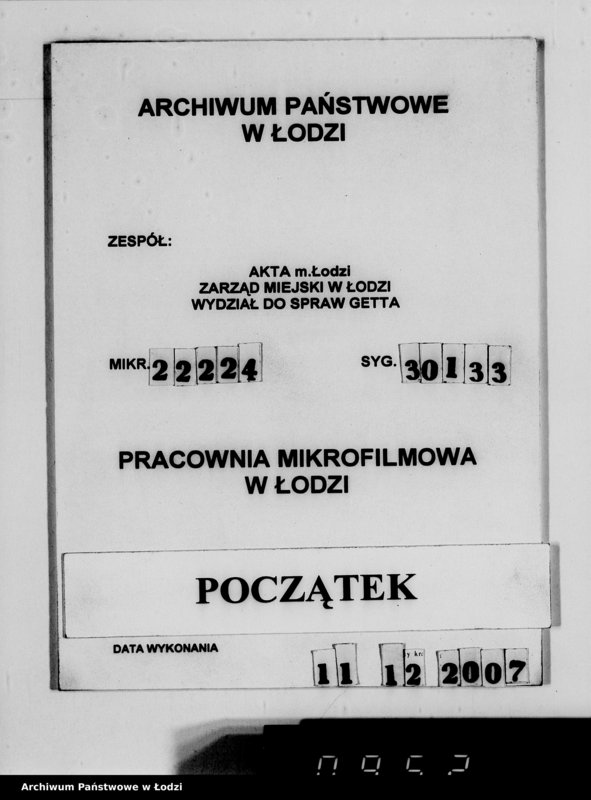 ARCHIWUM PAŃSTWOWE
W ŁODZI
ZESPÓŁ:
AKTA m.Łodzi
ZARZĄD MIEJSKI W ŁODZI
WYDZIAŁ DO SPRAW GETTA
MIKR. 22224 SYG. 30133
PRACOWNIA MIKROFILMOWA
W ŁODZI
POCZĄTEK
DATA WYKONANIA
11 12 2007
Archiwum Państwowe w Łodzi